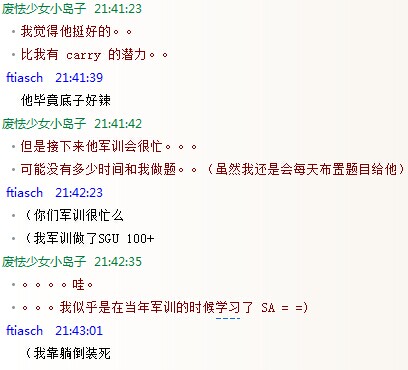 废怯少女小岛子 21:41:23
• 我觉得他挺好的。。
• 比我有 carry 的潜力。。
ftiasch 21:41:39
他毕竟底子好辣
废怯少女小岛子 21:41:42
• 但是接下来他军训会很忙。。。
• 可能没有多少时间和我做题。。（虽然我还是会每天布置题目给他）
ftiasch 21:42:23
• （你们军训很忙么
• （我军训做了SGU 100+
废怯少女小岛子 21:42:35
• 。。。。哇。
• 。。。我似乎是在当年军训的时候学习了 SA = =)
ftiasch 21:43:01
（我靠躺倒装死